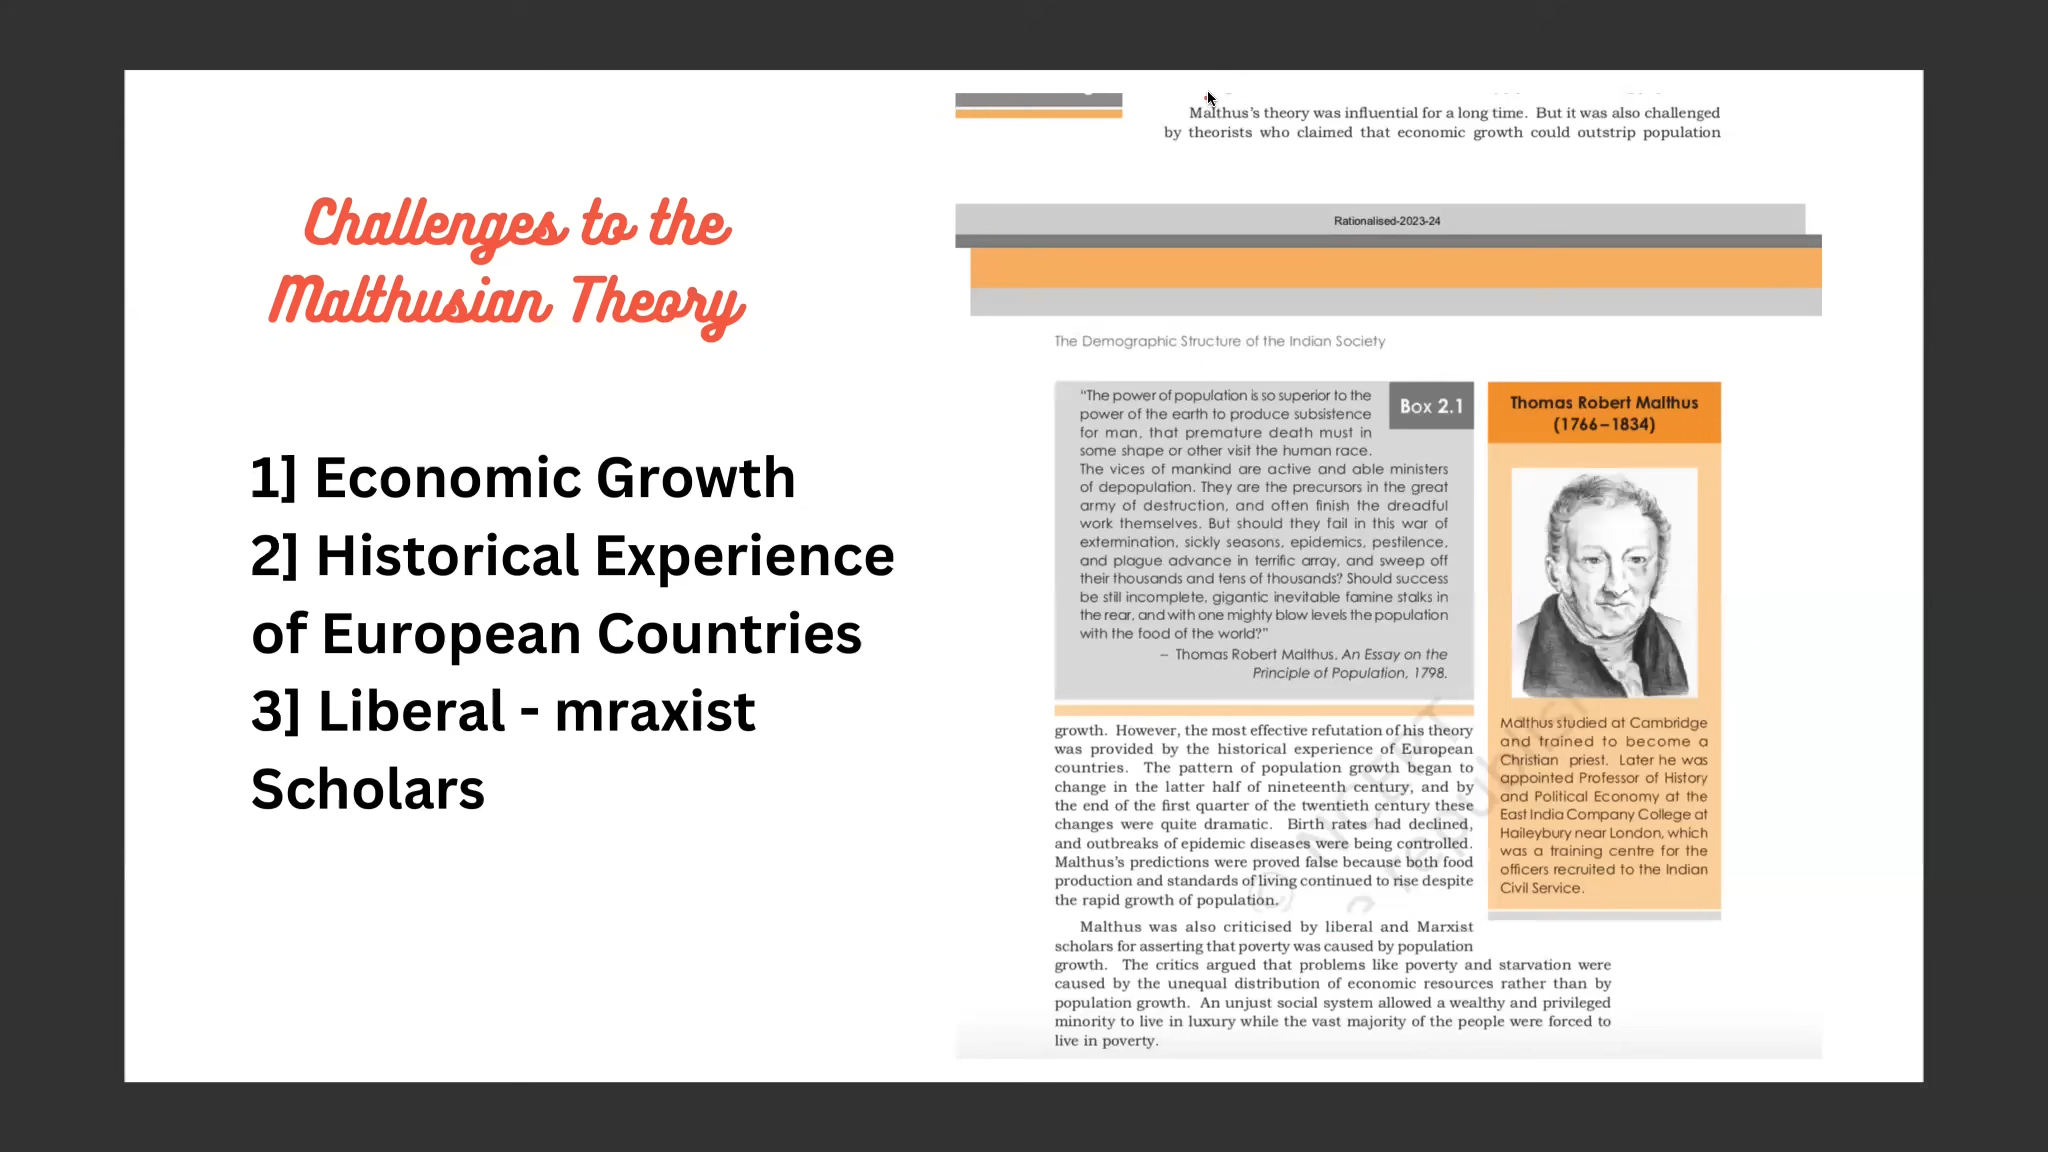 Challenges to the
Malthusian Theory
1] Economic Growth
2] Historical Experience
of European Countries
3] Liberal - mraxist
Scholars
Malthus's theory was influential for a long time. But it was also challenged
by theorists who claimed that economic growth could outstrip population
Rationalised-2023-24
The Demographic Structure of the Indian Society
Box 2.1
"The power of population is so superior to the
power of the earth to produce subsistence
for man, that premature death must in
some shape or other visit the human race.
The vices of mankind are active and able ministers
of depopulation. They are the precursors in the great
army of destruction, and often finish the dreadful
work themselves. But should they fail in this war of
extermination, sickly seasons, epidemics, pestilence,
and plague advance in terrific array, and sweep off
their thousands and tens of thousands? Should success
be still incomplete, gigantic inevitable famine stalks in
the rear, and with one mighty blow levels the population
with the food of the world?"
– Thomas Robert Malthus, An Essay on the
Principle of Population, 1798.
Thomas Robert Malthus
(1766–1834)
Malthus studied at Cambridge
and trained to become a
Christian priest. Later he was
appointed Professor of History
and Political Economy at the
East India Company College at
Haileybury near London, which
was a training centre for the
officers recruited to the Indian
Civil Service.
growth. However, the most effective refutation of his theory
was provided by the historical experience of European
countries. The pattern of population growth began to
change in the latter half of nineteenth century, and by
the end of the first quarter of the twentieth century these
changes were quite dramatic. Birth rates had declined,
and outbreaks of epidemic diseases were being controlled.
Malthus's predictions were proved false because both food
production and standards of living continued to rise despite
the rapid growth of population.
Malthus was also criticised by liberal and Marxist
scholars for asserting that poverty was caused by population
growth. The critics argued that problems like poverty and starvation were
caused by the unequal distribution of economic resources rather than by
population growth. An unjust social system allowed a wealthy and privileged
minority to live in luxury while the vast majority of the people were forced to
live in poverty.
© NCERT